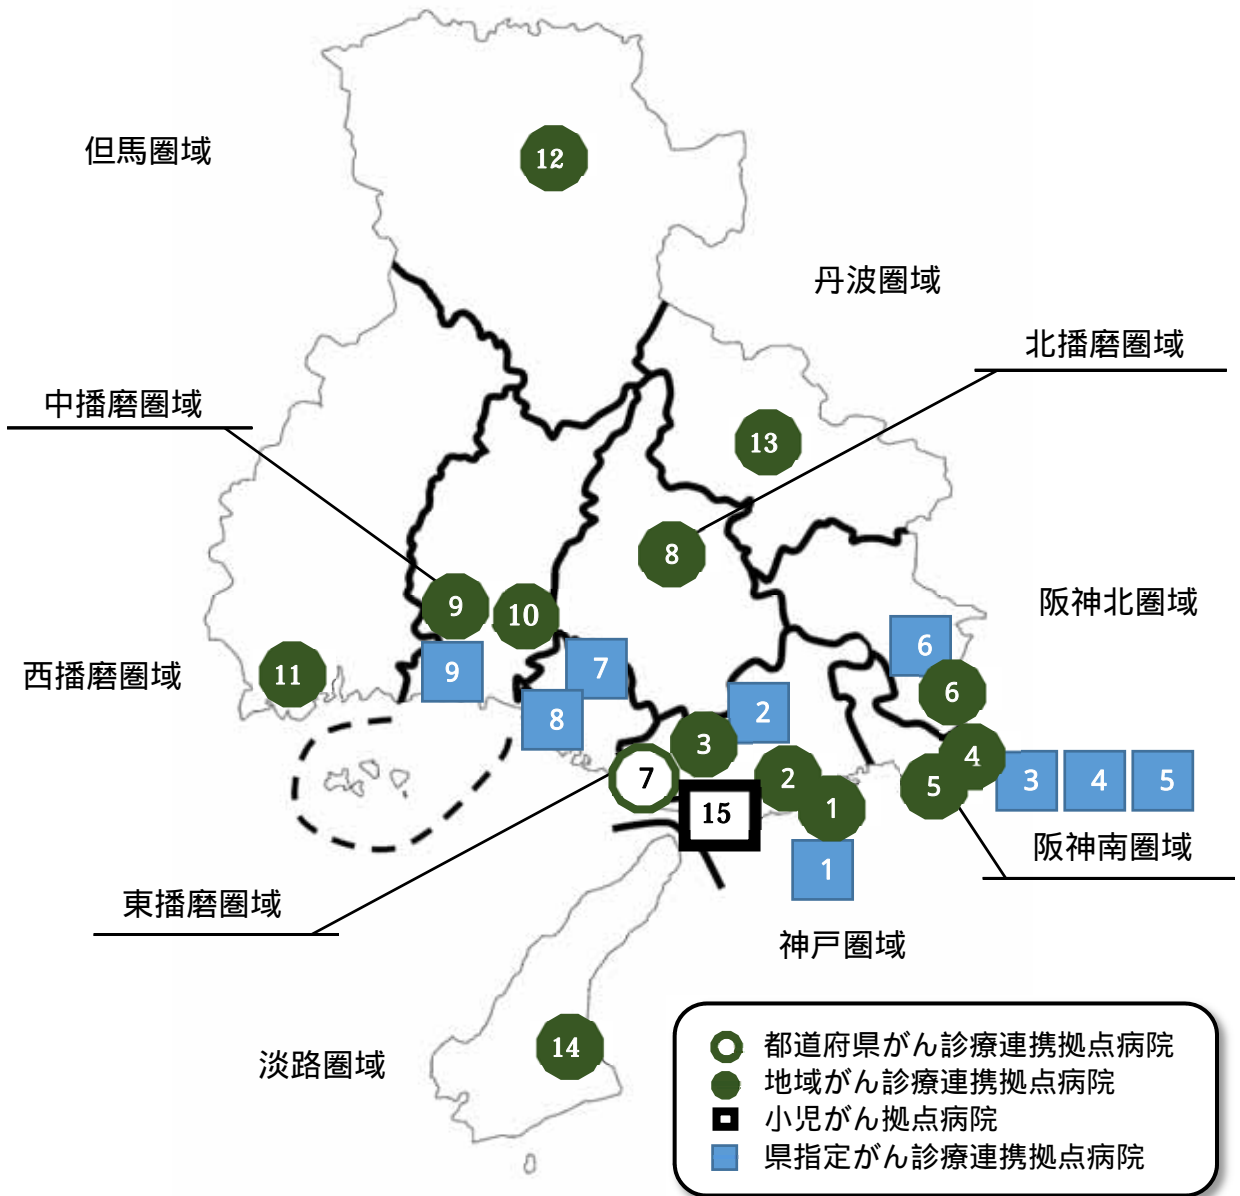 12
但馬圏域
丹波圏域
北播磨圏域
中播磨圏域
13
8
9
10
阪神北圏域
6
7
9
西播磨圏域
11
6
8
2
3
4
7
2
5
3
4
5
15
1
阪神南圏域
1
東播磨圏域
神戸圏域
14
淡路圏域
都道府県がん診療連携拠点病院
地域がん診療連携拠点病院
小児がん拠点病院
県指定がん診療連携拠点病院